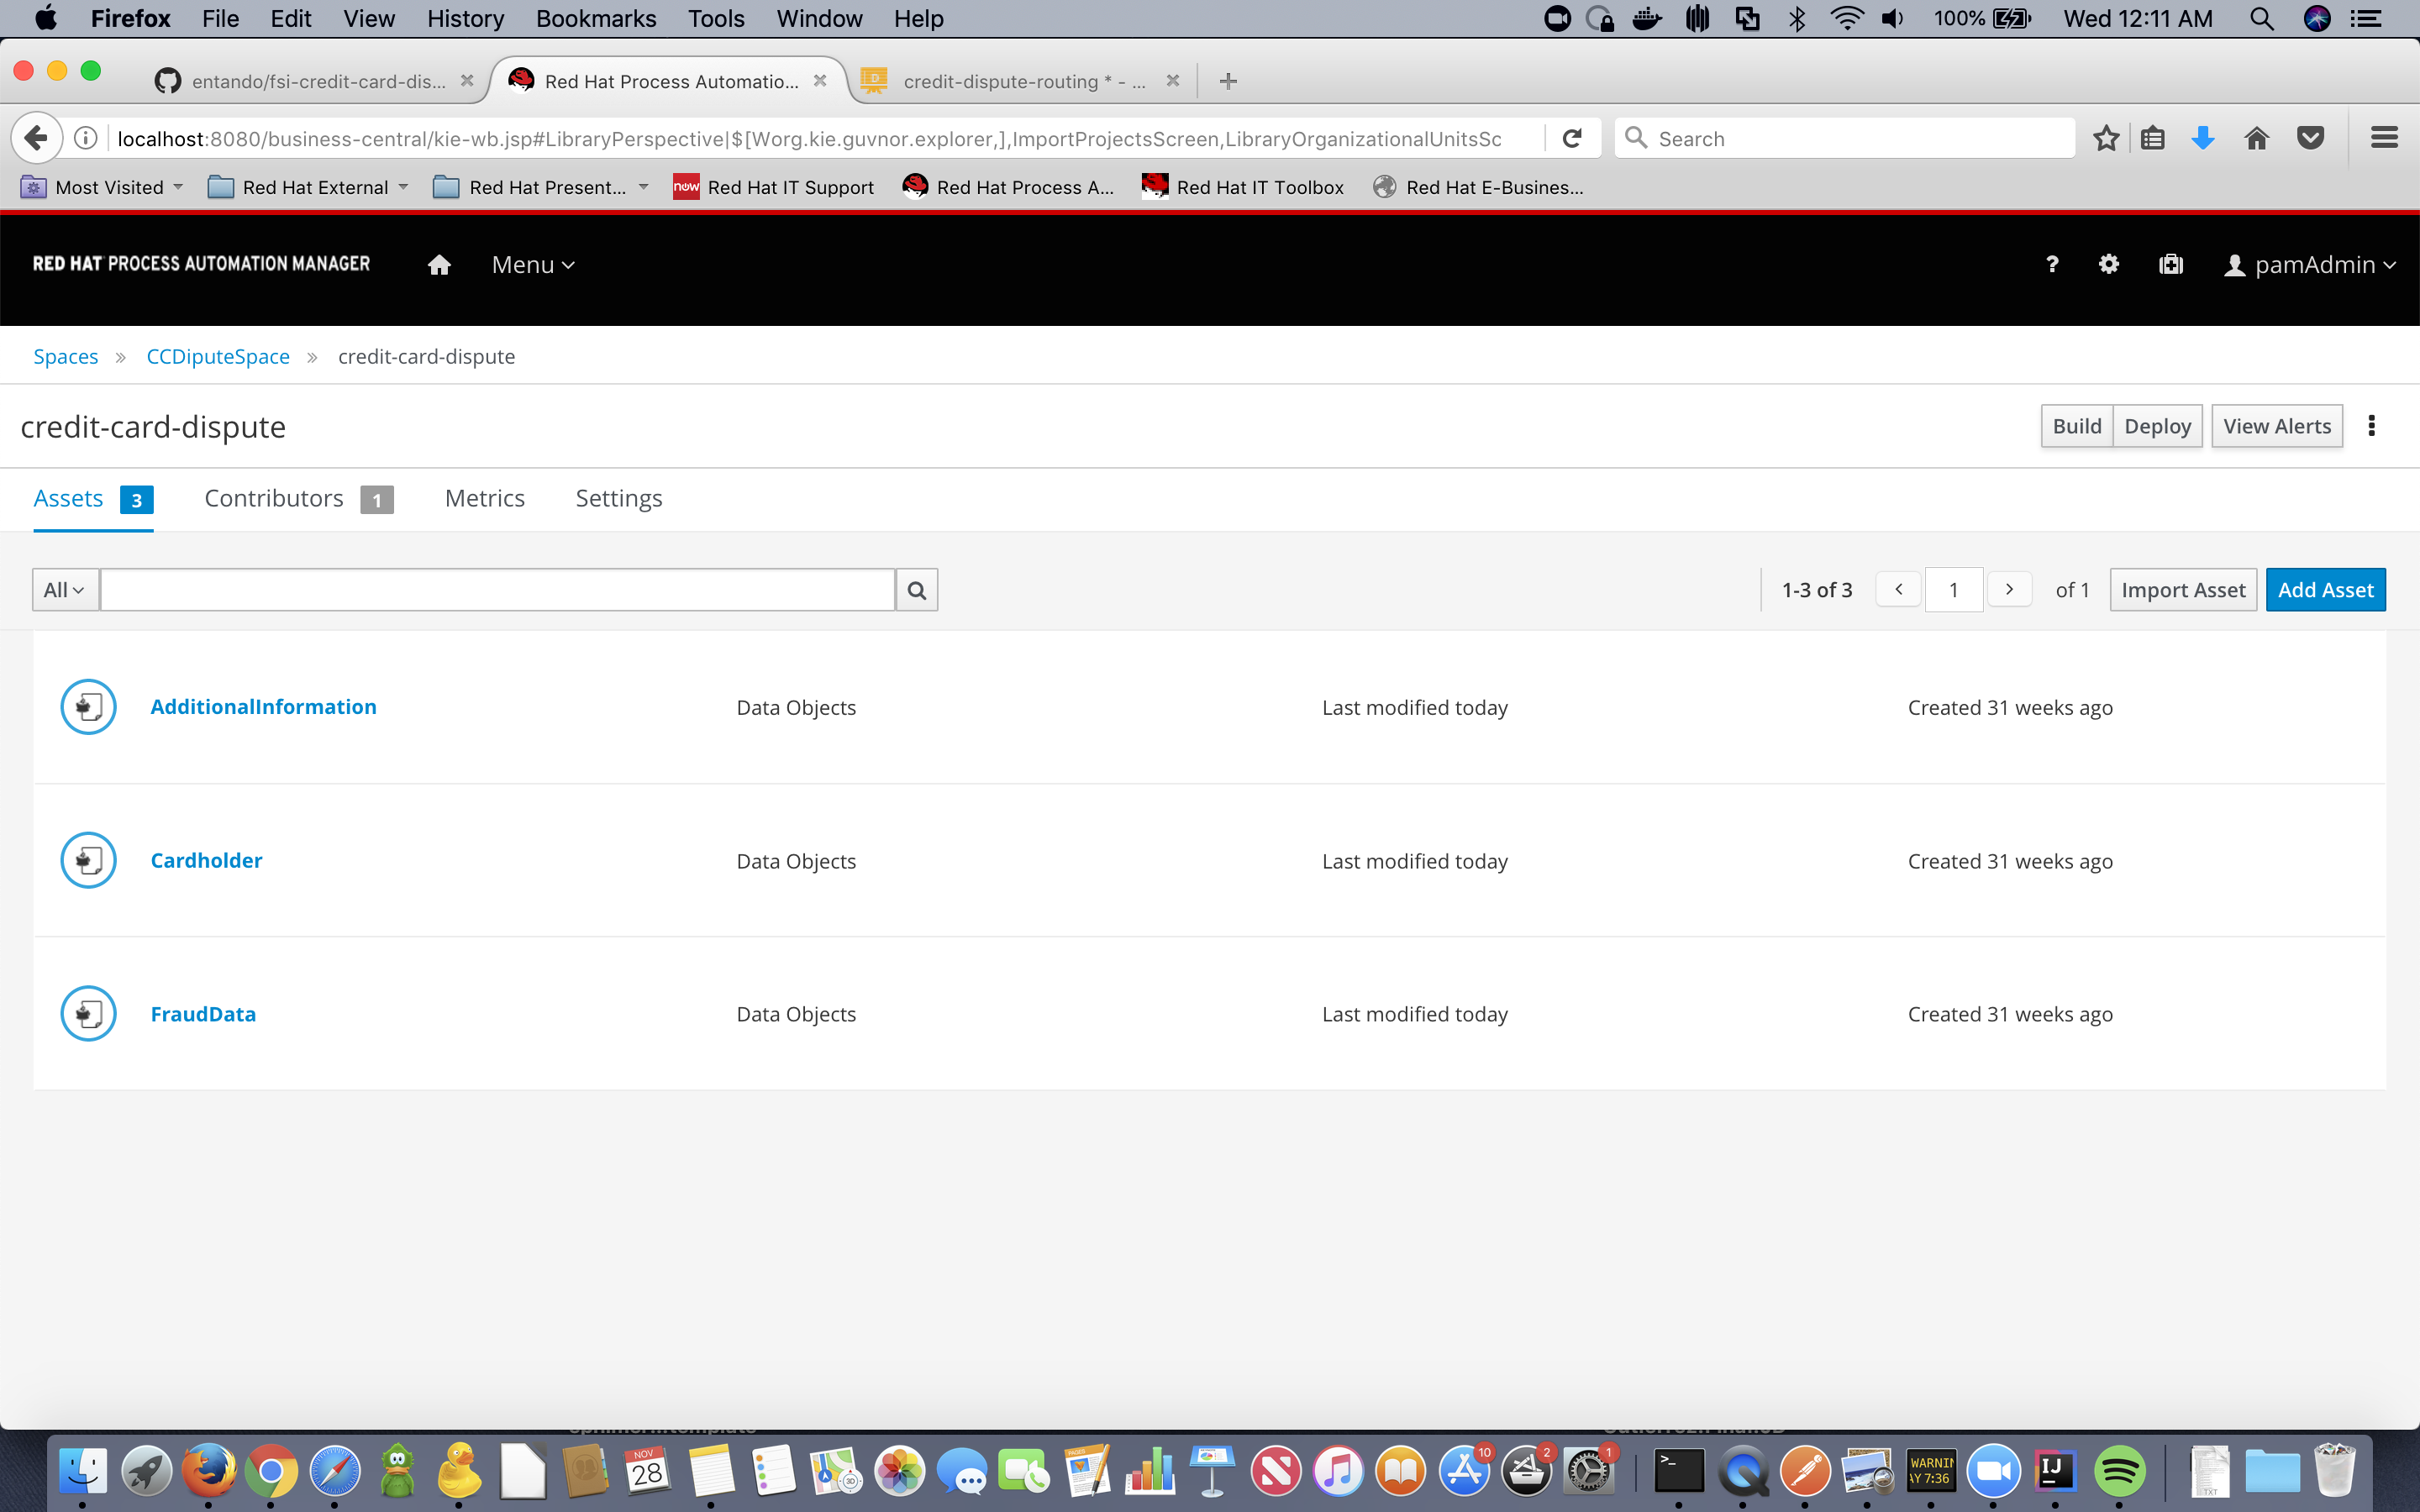 Firefox File Edit View History Bookmarks Tools Window Help 100% Wed 12:11 AM
entando/fsi-credit-card-dis... Red Hat Process Automatio... credit-dispute-routing * - ...
localhost:8080/business-central/kie-wb.jsp#LibraryPerspective|$[Worg.kie.guvnor.explorer,],ImportProjectsScreen,LibraryOrganizationalUnitsSc Search
Most Visited Red Hat External Red Hat Present... now Red Hat IT Support Red Hat Process A... Red Hat IT Toolbox Red Hat E-Busines...
RED HAT PROCESS AUTOMATION MANAGER Menu ? pamAdmin
Spaces » CCDiputeSpace » credit-card-dispute
credit-card-dispute Build Deploy View Alerts
Assets 3 Contributors 1 Metrics Settings
All 1-3 of 3 < 1 > of 1 Import Asset Add Asset
AdditionalInformation Data Objects Last modified today Created 31 weeks ago
Cardholder Data Objects Last modified today Created 31 weeks ago
FraudData Data Objects Last modified today Created 31 weeks ago
NOV 28 3D PAGES 10 2 1 >_ WARNIN AY 7:36 IJ TXT